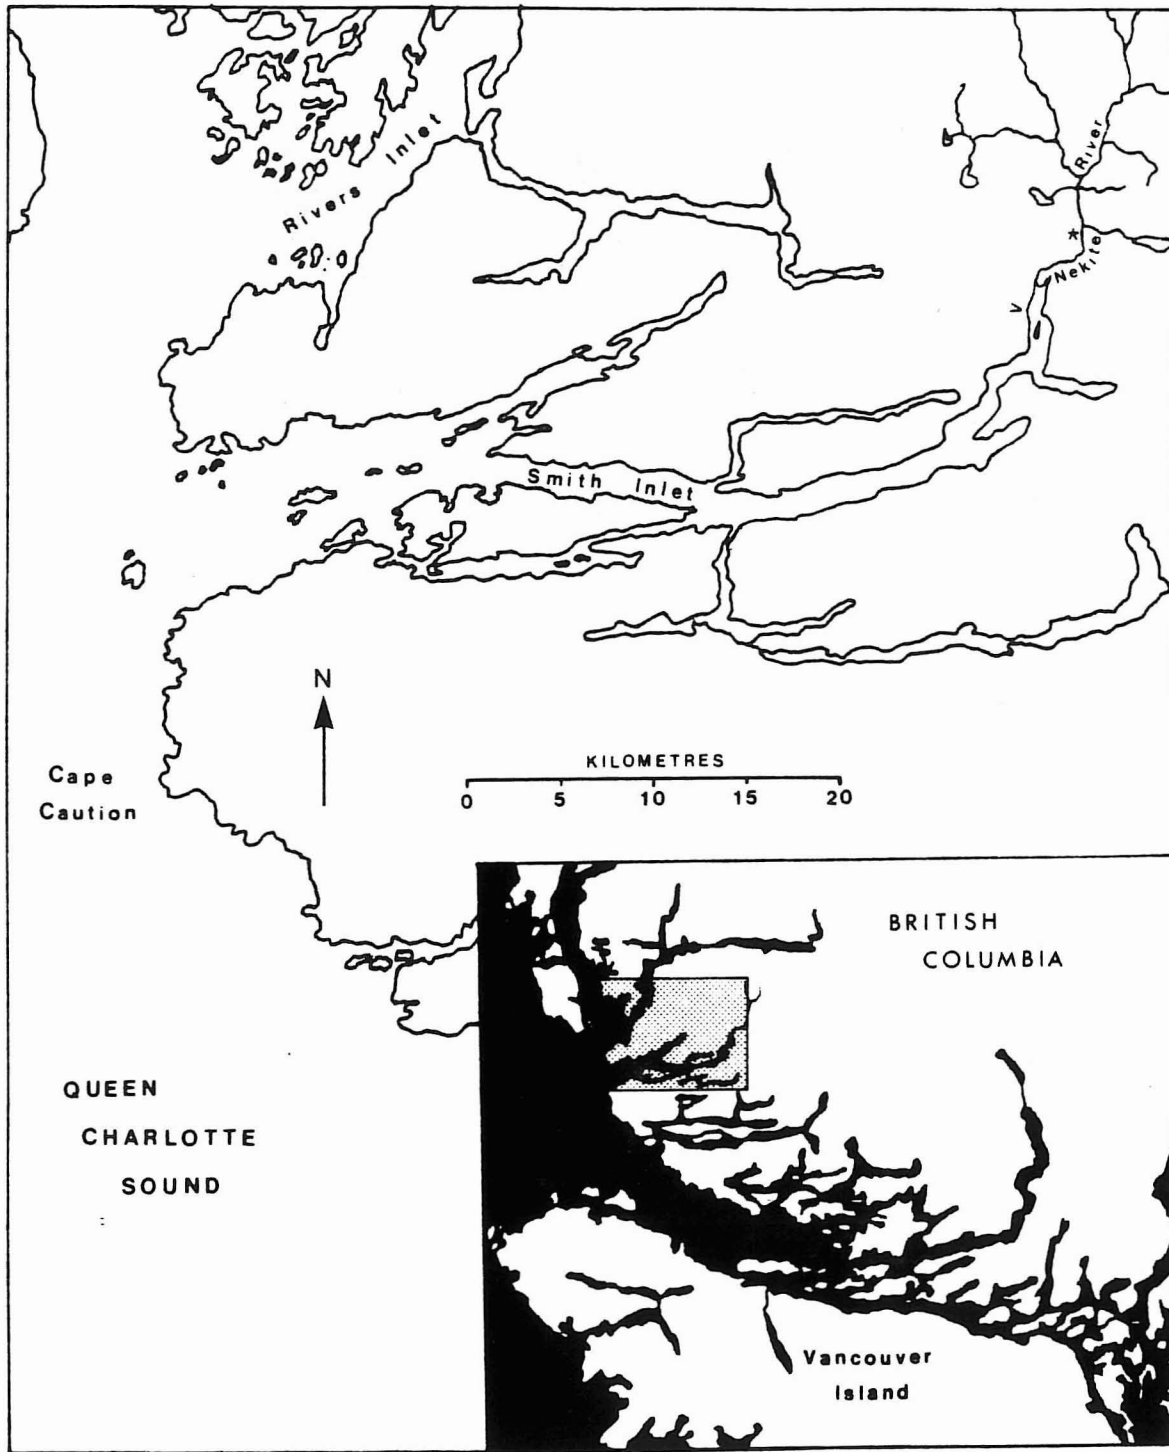 Rivers Inlet
River
*
Nekite
Smith Inlet
N
Cape
Caution
KILOMETRES
0 5 10 15 20
BRITISH
COLUMBIA
QUEEN
CHARLOTTE
SOUND
Vancouver
Island